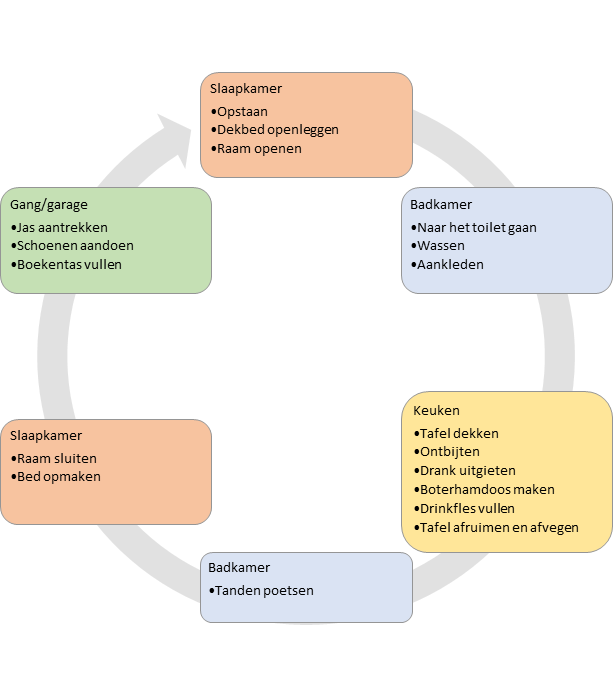 Slaapkamer
•Opstaan
•Dekbed openleggen
•Raam openen
Badkamer
•Naar het toilet gaan
•Wassen
•Aankleden
Keuken
•Tafel dekken
•Ontbijten
•Drank uitgieten
•Boterhamdoos maken
•Drinkfles vullen
•Tafel afruimen en afvegen
Badkamer
•Tanden poetsen
Slaapkamer
•Raam sluiten
•Bed opmaken
Gang/garage
•Jas aantrekken
•Schoenen aandoen
•Boekentas vullen